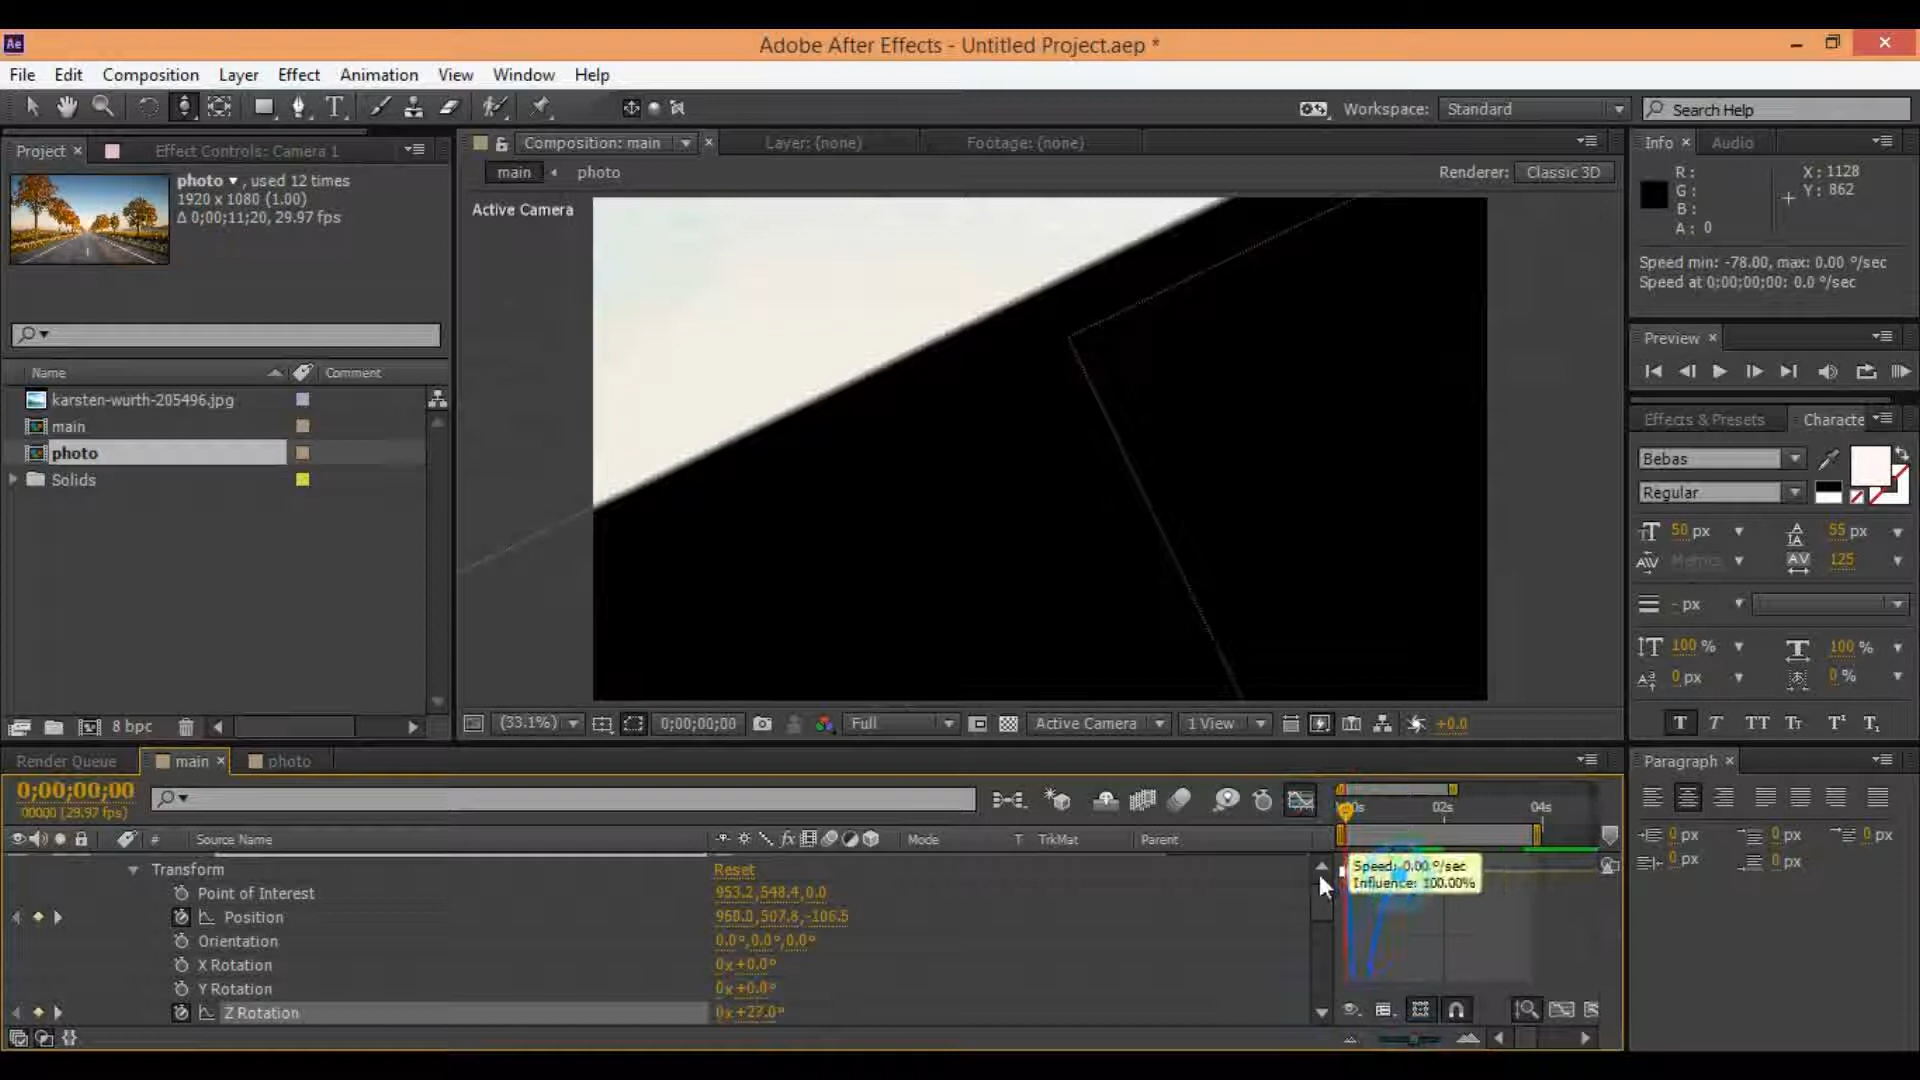 Ae
Adobe After Effects - Untitled Project.aep *
File Edit Composition Layer Effect Animation View Window Help
Workspace: Standard
Search Help
Project × Effect Controls: Camera 1
photo ▾ , used 12 times
1920 x 1080 (1.00)
Δ 0;00;11;20, 29.97 fps
Name Comment
karsten-wurth-205496.jpg
main
photo
Solids
8 bpc
Composition: main × Layer: (none) Footage: (none)
main photo
Renderer: Classic 3D
Active Camera
(33.1%) 0;00;00;00 Full Active Camera 1 View +0.0
Info × Audio
R :
G :
B :
A : 0
X : 1128
Y : 862
Speed min: -78.00, max: 0.00 °/sec
Speed at 0;00;00;00: 0.0 °/sec
Preview ×
Effects & Presets Characte
Bebas
Regular
50 px 55 px
Metrics 125
- px
100 % 100 %
0 px 0 %
T T TT Tt T¹ T₁
Render Queue main × photo
0;00;00;00
00000 (29.97 fps)
# Source Name Mode T TrkMat Parent
02s 04s
Transform Reset
Point of Interest 953.2,548.4,0.0
Position 960.0,507.8,-106.5
Orientation 0.0°,0.0°,0.0°
X Rotation 0x+0.0°
Y Rotation 0x+0.0°
Z Rotation 0x+23.0°
Speed: 0.00 °/sec
Influence: 100.00%
Paragraph ×
0 px 0 px 0 px
0 px 0 px